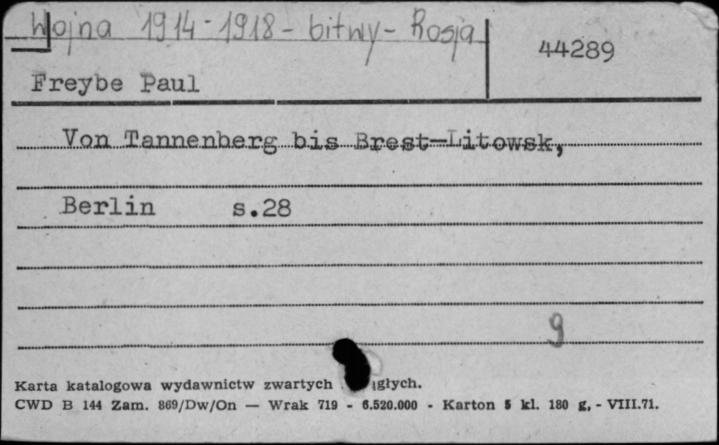 Wojna 1914-1918 - bitwy - Rosja
44289
Freybe Paul
Von Tannenberg bis Brest-Litowsk,
Berlin s.28
9
Karta katalogowa wydawnictw zwartych głych.
CWD B 144 Zam. 869/Dw/On — Wrak 719 - 6.520.000 - Karton 5 kl. 180 g. - VIII.71.